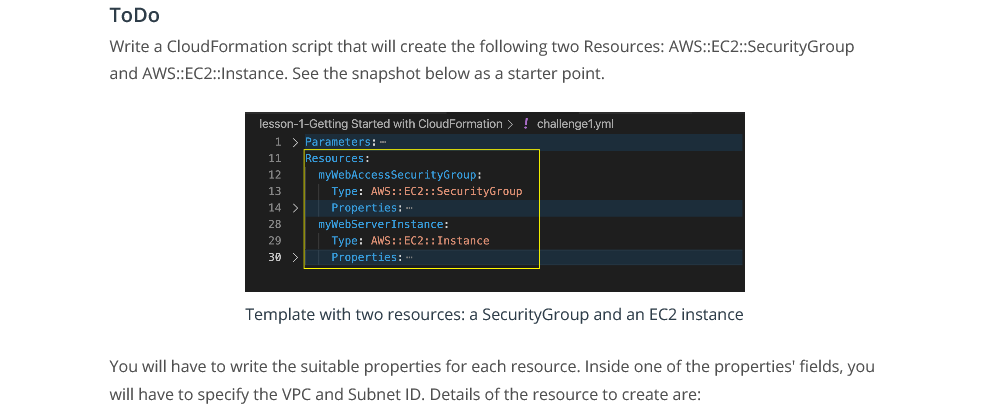 ToDo
Write a CloudFormation script that will create the following two Resources: AWS::EC2::SecurityGroup
and AWS::EC2::Instance. See the snapshot below as a starter point.
lesson-1-Getting Started with CloudFormation > ! challenge1.yml
1 > Parameters: ⋯
11 Resources:
12 myWebAccessSecurityGroup:
13 Type: AWS::EC2::SecurityGroup
14 > Properties: ⋯
28 myWebServerInstance:
29 Type: AWS::EC2::Instance
30 > Properties: ⋯
Template with two resources: a SecurityGroup and an EC2 instance
You will have to write the suitable properties for each resource. Inside one of the properties' fields, you
will have to specify the VPC and Subnet ID. Details of the resource to create are: